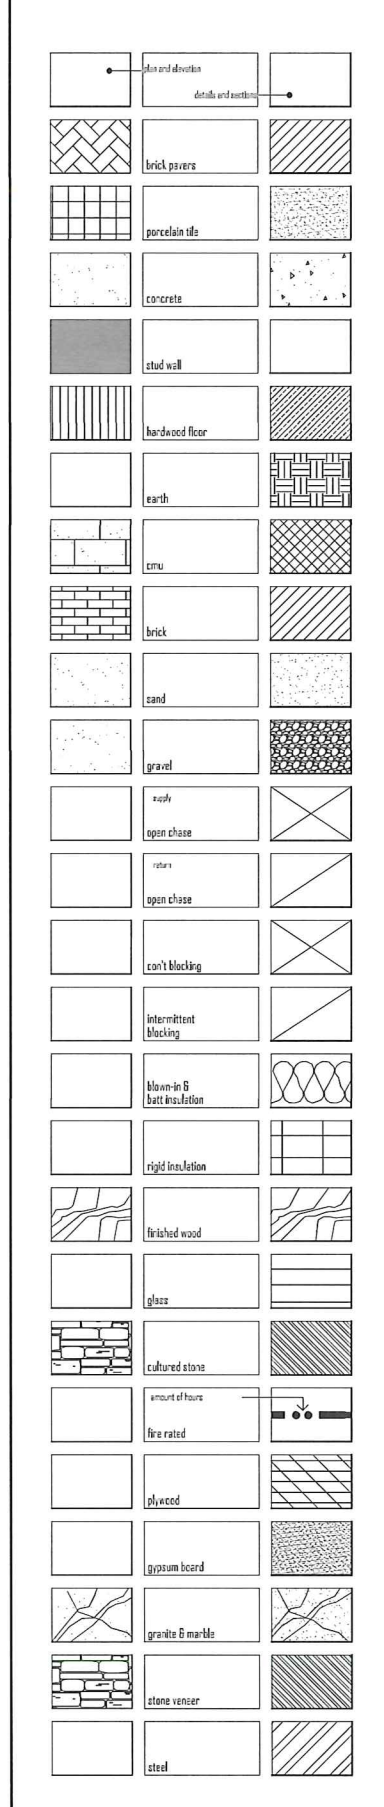 plan and elevation
details and sections
brick pavers
porcelain tile
concrete
stud wall
hardwood floor
earth
cmu
brick
sand
gravel
supply
open chase
return
open chase
con't blocking
intermittent
blocking
blown-in &
batt insulation
rigid insulation
finished wood
glass
cultured stone
amount of hours
fire rated
plywood
gypsum board
granite & marble
stone veneer
steel